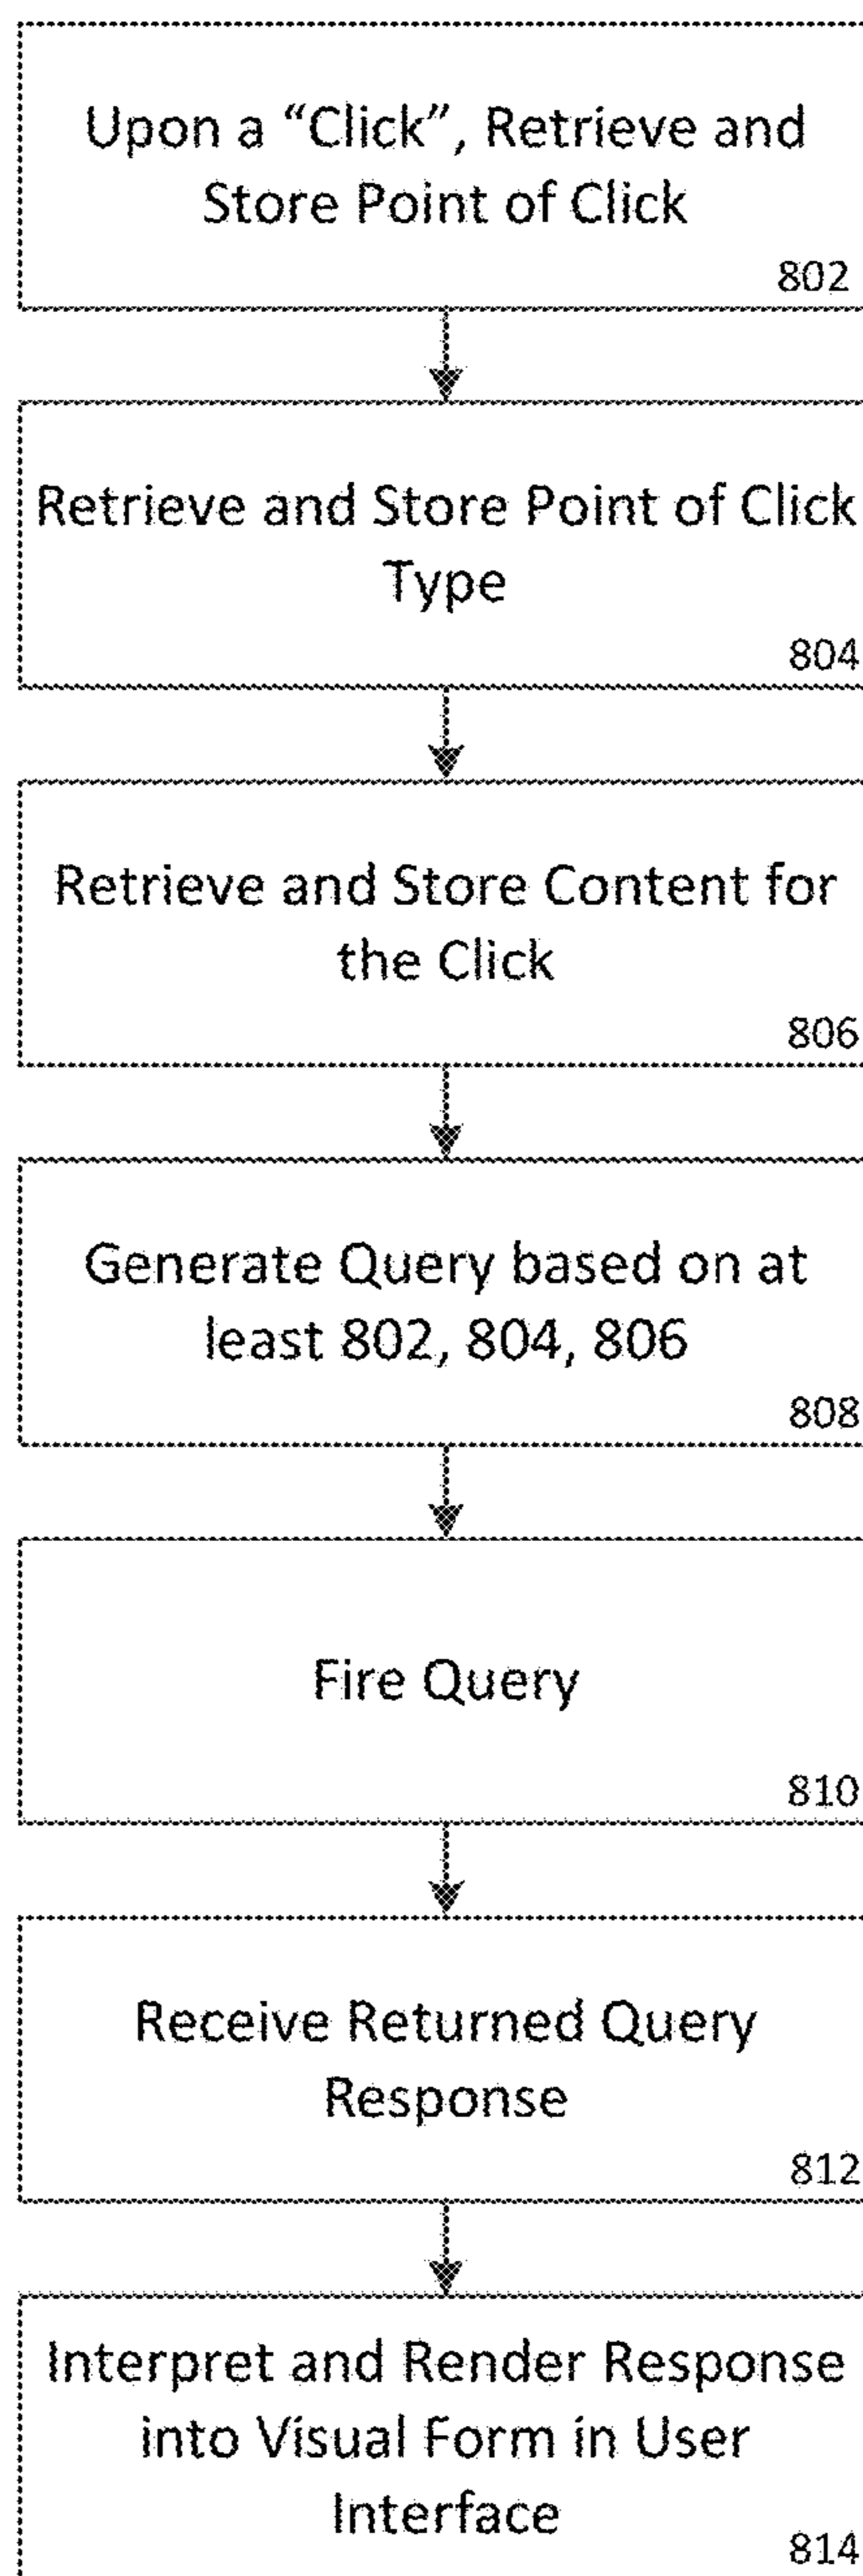 Upon a “Click”, Retrieve and
Store Point of Click
802
Retrieve and Store Point of Click
Type
804
Retrieve and Store Content for
the Click
806
Generate Query based on at
least 802, 804, 806
808
Fire Query
810
Receive Returned Query
Response
812
Interpret and Render Response
into Visual Form in User
Interface
814